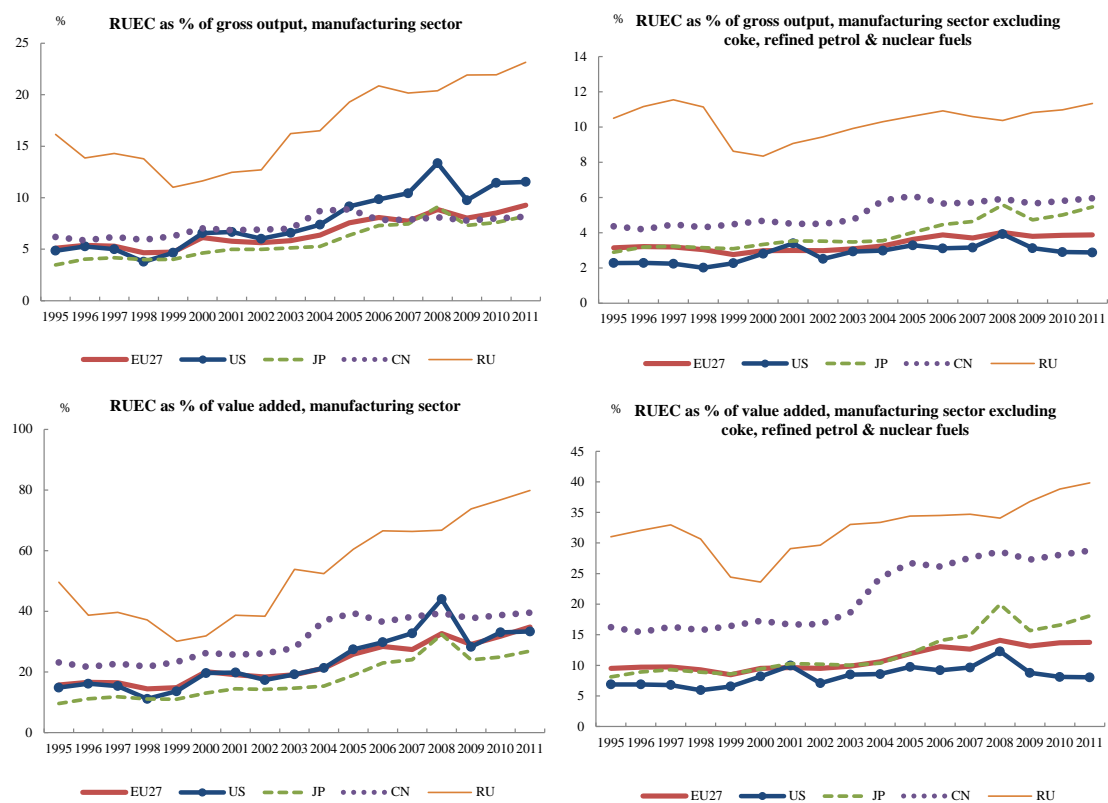 %
RUEC as % of gross output, manufacturing sector
25
20
15
10
5
0
1995 1996 1997 1998 1999 2000 2001 2002 2003 2004 2005 2006 2007 2008 2009 2010 2011
EU27 US JP CN RU
%
RUEC as % of gross output, manufacturing sector excluding
coke, refined petrol & nuclear fuels
14
12
10
8
6
4
2
0
1995 1996 1997 1998 1999 2000 2001 2002 2003 2004 2005 2006 2007 2008 2009 2010 2011
EU27 US JP CN RU
%
RUEC as % of value added, manufacturing sector
100
80
60
40
20
0
1995 1996 1997 1998 1999 2000 2001 2002 2003 2004 2005 2006 2007 2008 2009 2010 2011
EU27 US JP CN RU
%
RUEC as % of value added, manufacturing sector excluding
coke, refined petrol & nuclear fuels
45
40
35
30
25
20
15
10
5
0
1995 1996 1997 1998 1999 2000 2001 2002 2003 2004 2005 2006 2007 2008 2009 2010 2011
EU27 US JP CN RU